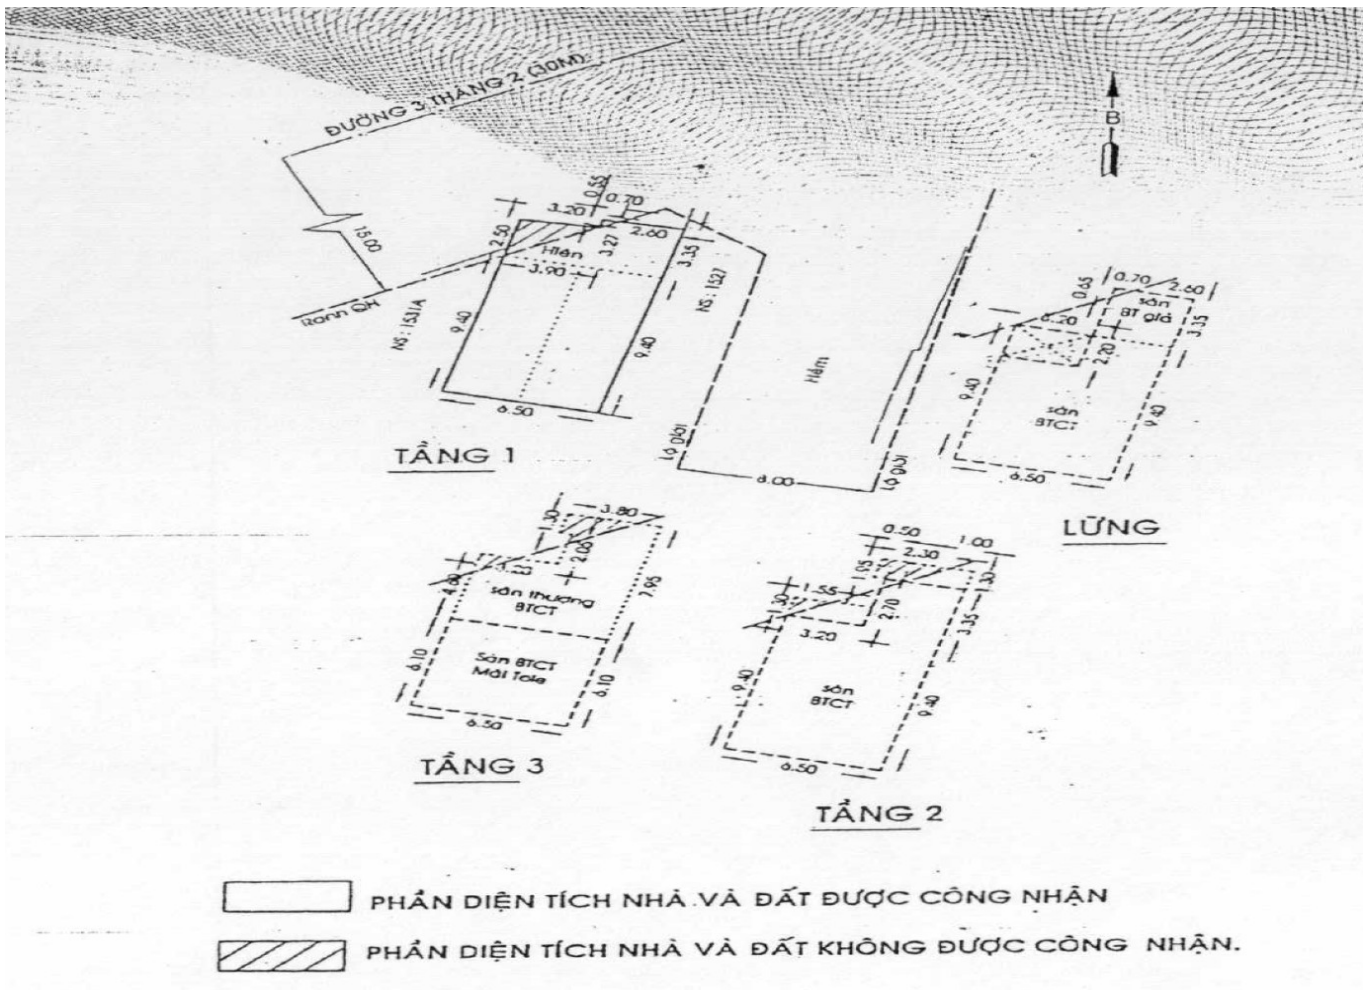 ĐƯỜNG 3 THÁNG 2 (30M)
B
15.00
Ranh QH
NS : 1531A
2.50
3.20
0.55
0.70
2.60
Hiên
3.27
3.90
3.35
NS : 1527
9.40
9.40
6.50
TẦNG 1
Hẻm
Lộ giới
6.00
Lộ giới
0.65
0.70
2.60
sàn
BT giả
3.35
2.20
9.40
sàn
BTCT
9.40
6.50
LỮNG
3.80
2.05
sân thượng
BTCT
7.95
Sàn BTCT
Mái Tole
6.10
6.10
6.50
TẦNG 3
0.50
1.00
2.30
1.05
1.55
2.70
3.20
3.35
sàn
BTCT
9.40
9.40
6.50
TẦNG 2
PHẦN DIỆN TÍCH NHÀ VÀ ĐẤT ĐƯỢC CÔNG NHẬN
PHẦN DIỆN TÍCH NHÀ VÀ ĐẤT KHÔNG ĐƯỢC CÔNG NHẬN.